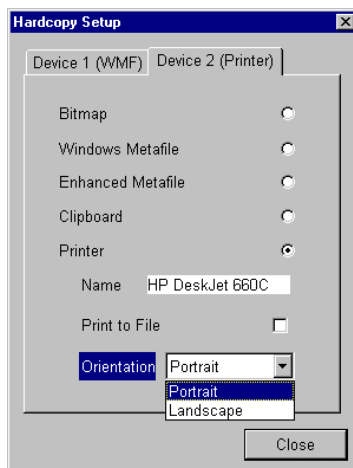 Hardcopy Setup
Device 1 (WMF) Device 2 (Printer)
Bitmap
Windows Metafile
Enhanced Metafile
Clipboard
Printer
Name HP DeskJet 660C
Print to File
Orientation Portrait
Portrait
Landscape
Close